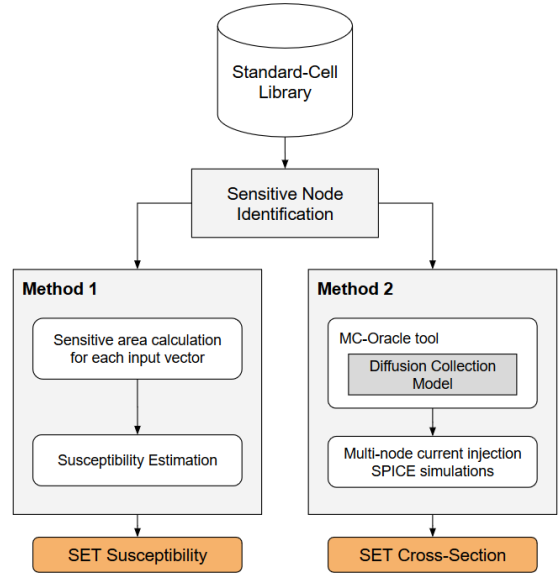 Standard-Cell
Library
Sensitive Node
Identification
Method 1
Sensitive area calculation
for each input vector
Susceptibility Estimation
SET Susceptibility
Method 2
MC-Oracle tool
Diffusion Collection
Model
Multi-node current injection
SPICE simulations
SET Cross-Section